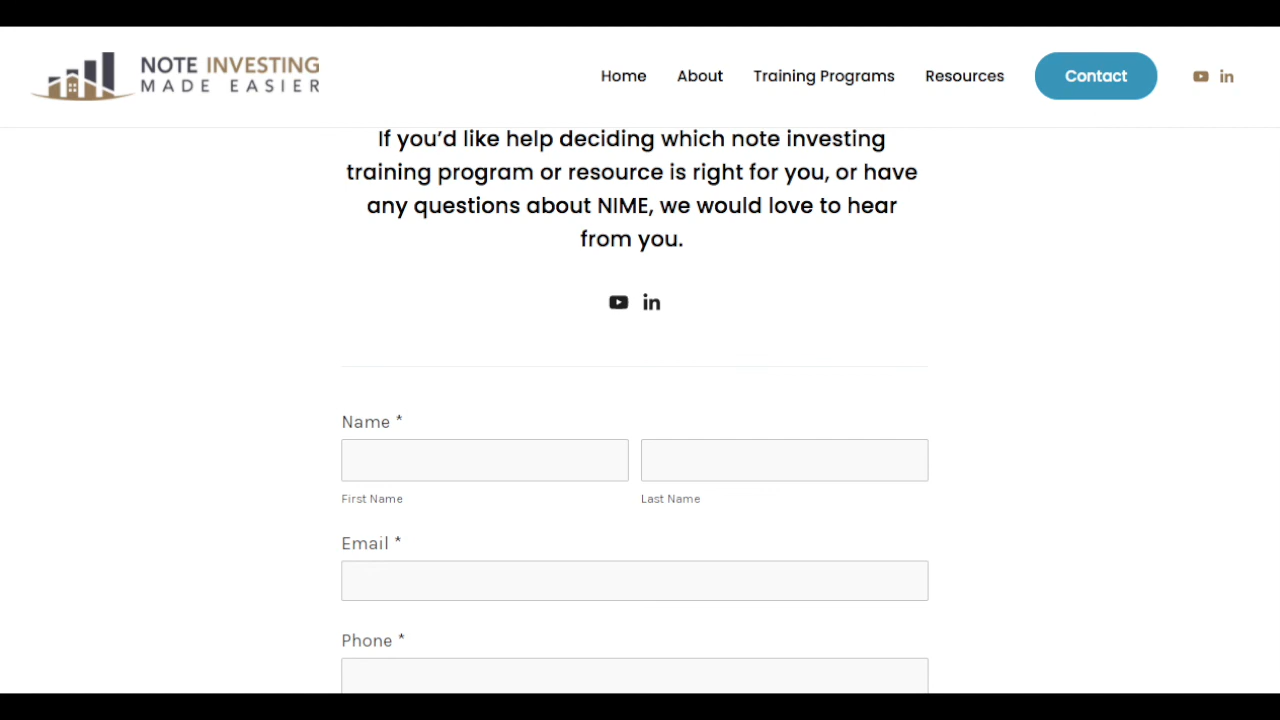 NOTE INVESTING
MADE EASIER
Home About Training Programs Resources Contact
If you’d like help deciding which note investing
training program or resource is right for you, or have
any questions about NIME, we would love to hear
from you.
Name *
First Name Last Name
Email *
Phone *